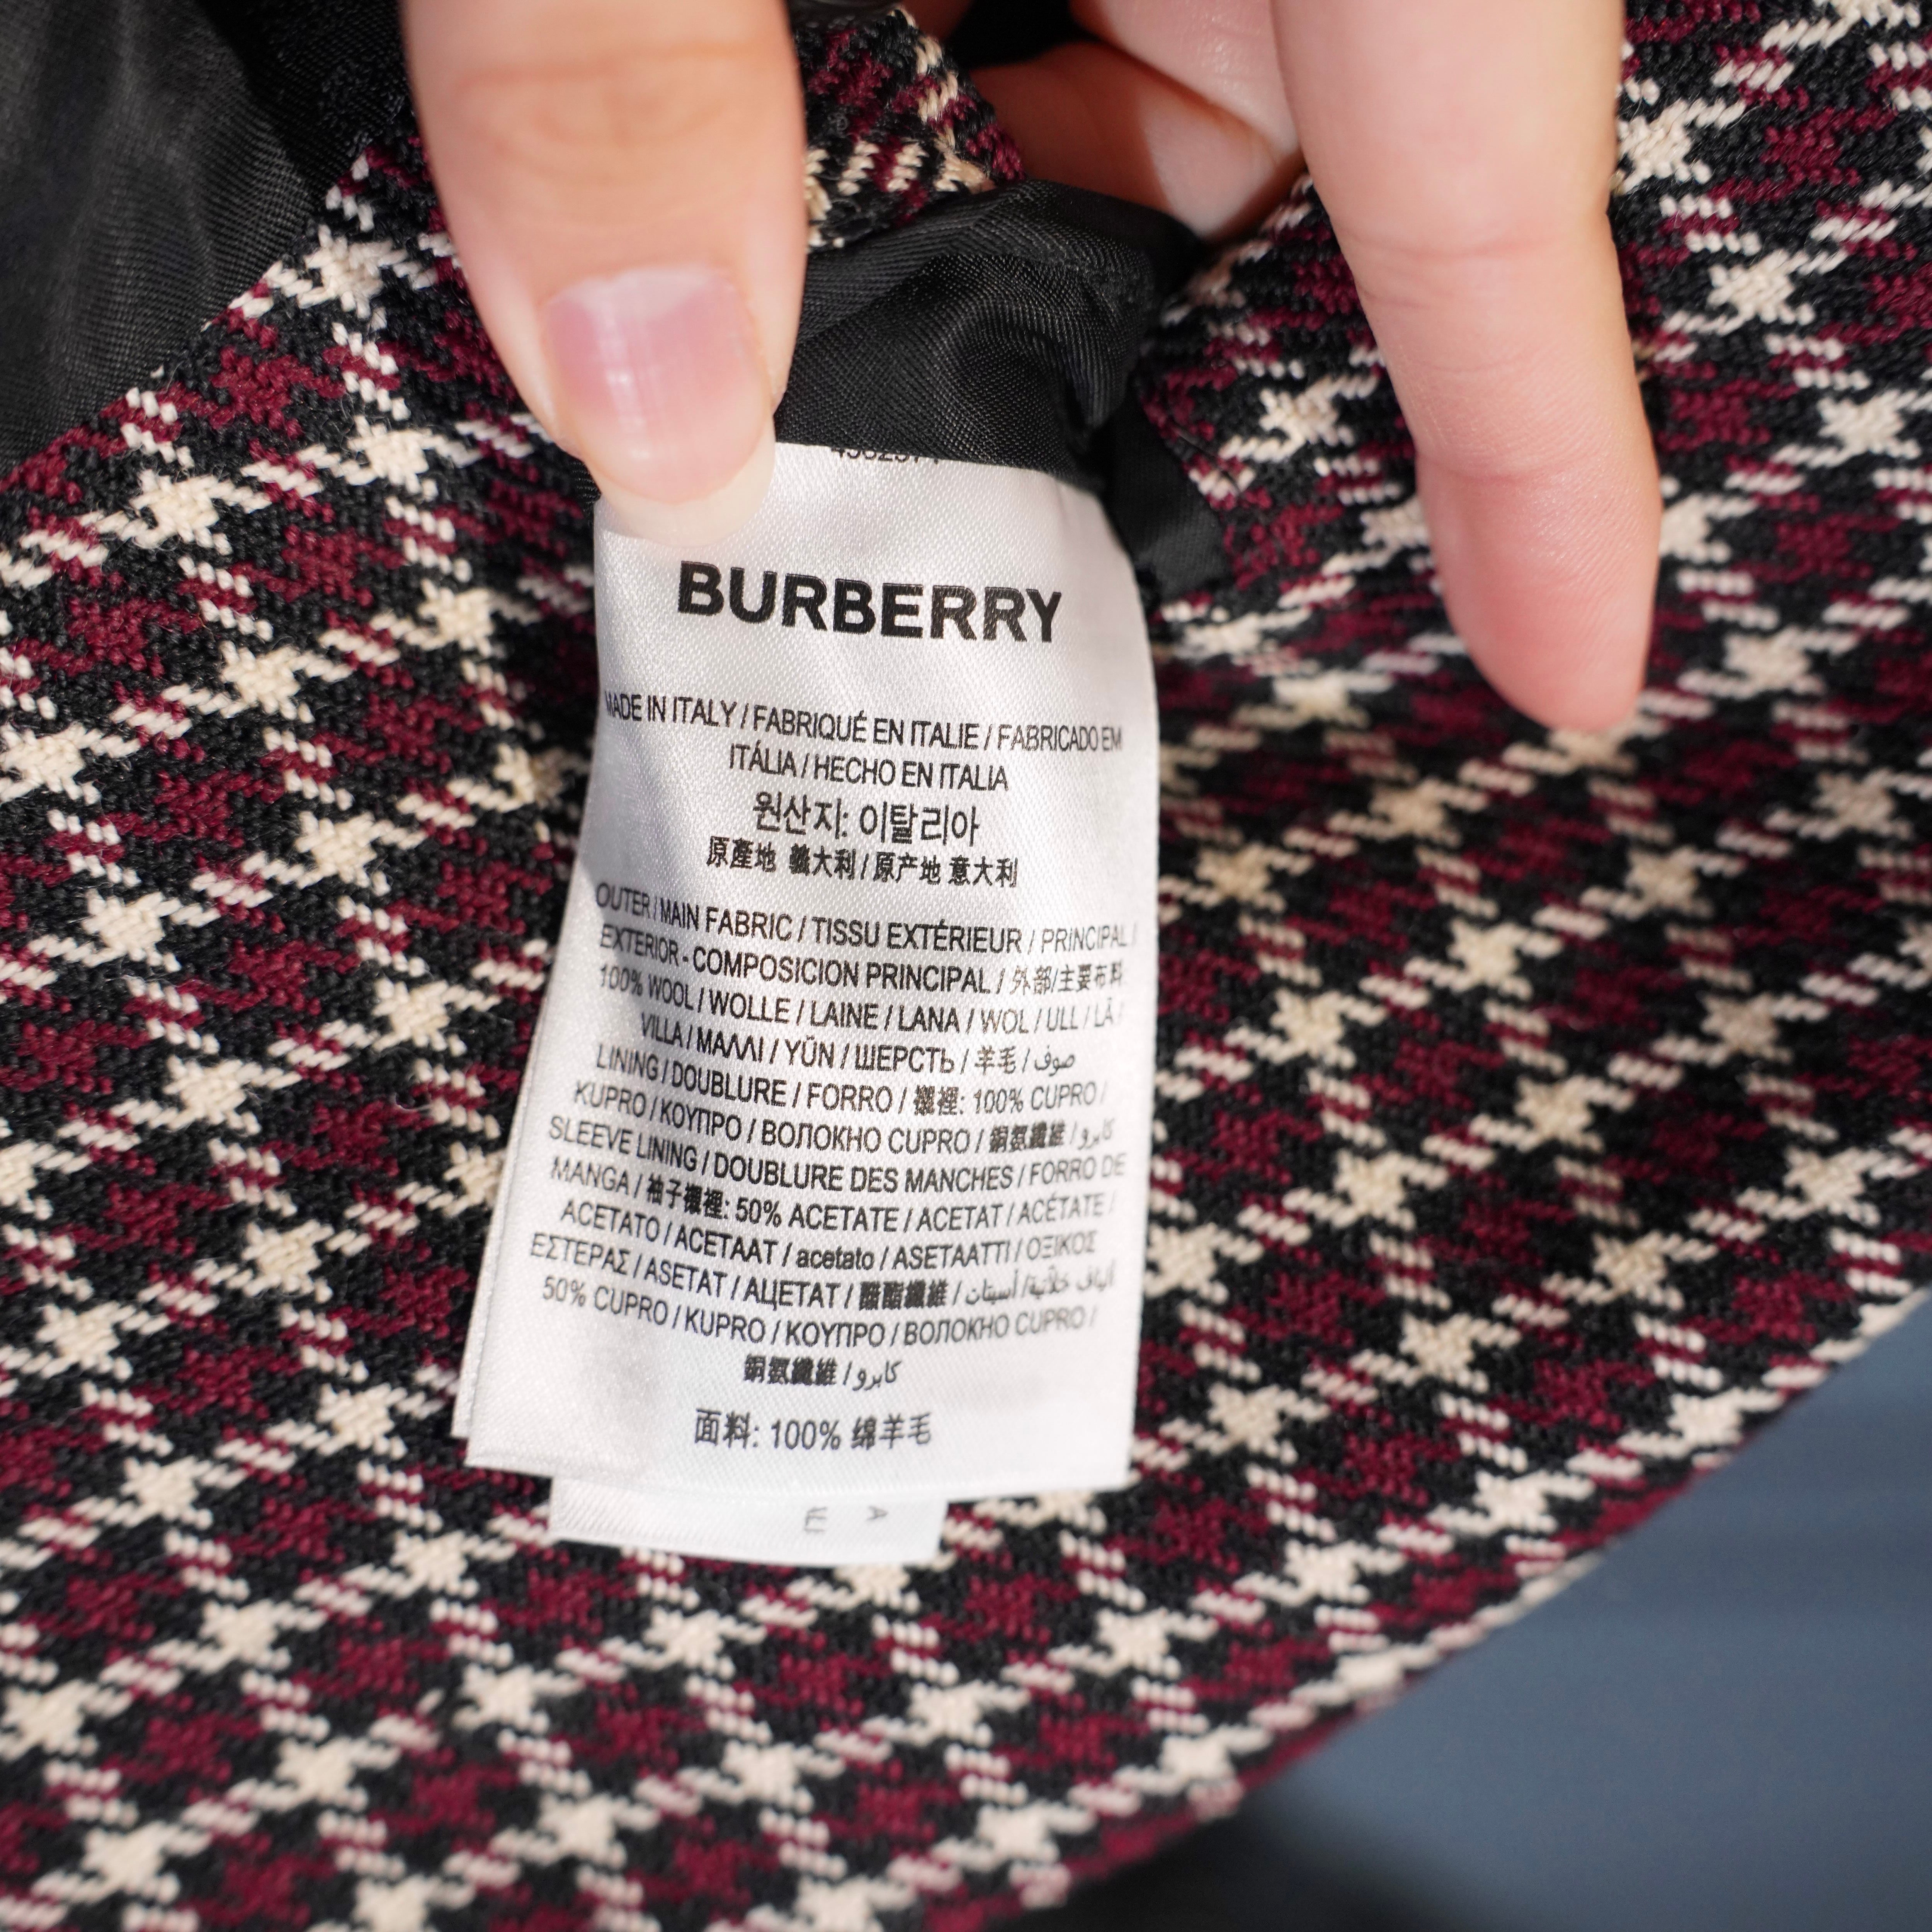 BURBERRY
MADE IN ITALY / FABRIQUÉ EN ITALIE / FABRICADO EM
ITÁLIA / HECHO EN ITALIA
원산지: 이탈리아
原產地 義大利 / 原产地 意大利
OUTER / MAIN FABRIC / TISSU EXTÉRIEUR / PRINCIPAL /
EXTERIOR - COMPOSICION PRINCIPAL / 外部/主要布料
100% WOOL / WOLLE / LAINE / LANA / WOL / ULL / LÃ /
VILLA / ΜΑΛΛΙ / YÜN / ШЕРСТЬ / 羊毛 / صوف
LINING / DOUBLURE / FORRO / 襯裡: 100% CUPRO /
KUPRO / ΚΟΥΠΡΟ / ВОЛОКНО CUPRO / 銅氨纖維 / كابرو
SLEEVE LINING / DOUBLURE DES MANCHES / FORRO DE
MANGA / 袖子襯裡: 50% ACETATE / ACETAT / ACÉTATE /
ACETATO / ACETAAT / acetato / ASETAATTI / ΟΞΙΚΟΣ
ΕΣΤΕΡΑΣ / ASETAT / АЦЕТАТ / 醋酯纖維 / ألياف خلاتية/ أسيتات
50% CUPRO / KUPRO / ΚΟΥΠΡΟ / ВОЛОКНО CUPRO /
銅氨纖維 / كابرو
面料: 100% 绵羊毛